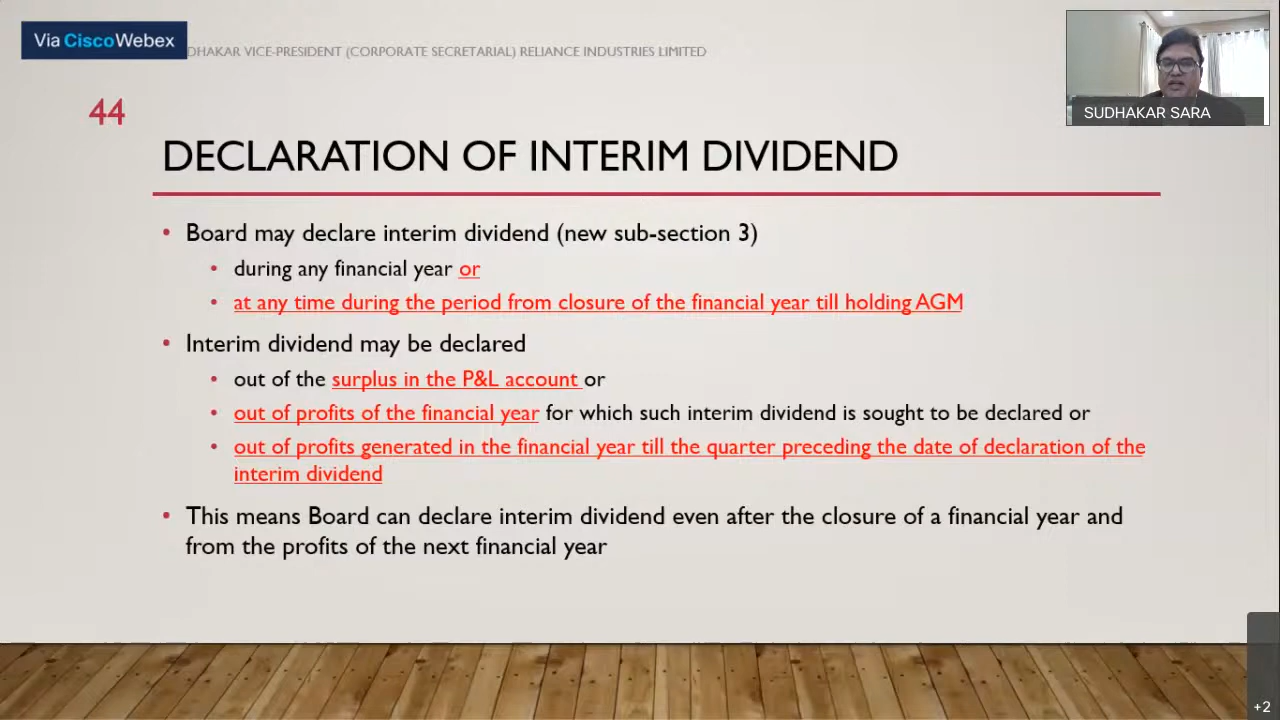 Via Cisco Webex
DHAKAR VICE-PRESIDENT (CORPORATE SECRETARIAL) RELIANCE INDUSTRIES LIMITED
SUDHAKAR SARA
44
DECLARATION OF INTERIM DIVIDEND
• Board may declare interim dividend (new sub-section 3)
• during any financial year or
• at any time during the period from closure of the financial year till holding AGM
• Interim dividend may be declared
• out of the surplus in the P&L account or
• out of profits of the financial year for which such interim dividend is sought to be declared or
• out of profits generated in the financial year till the quarter preceding the date of declaration of the
interim dividend
• This means Board can declare interim dividend even after the closure of a financial year and
from the profits of the next financial year
+2